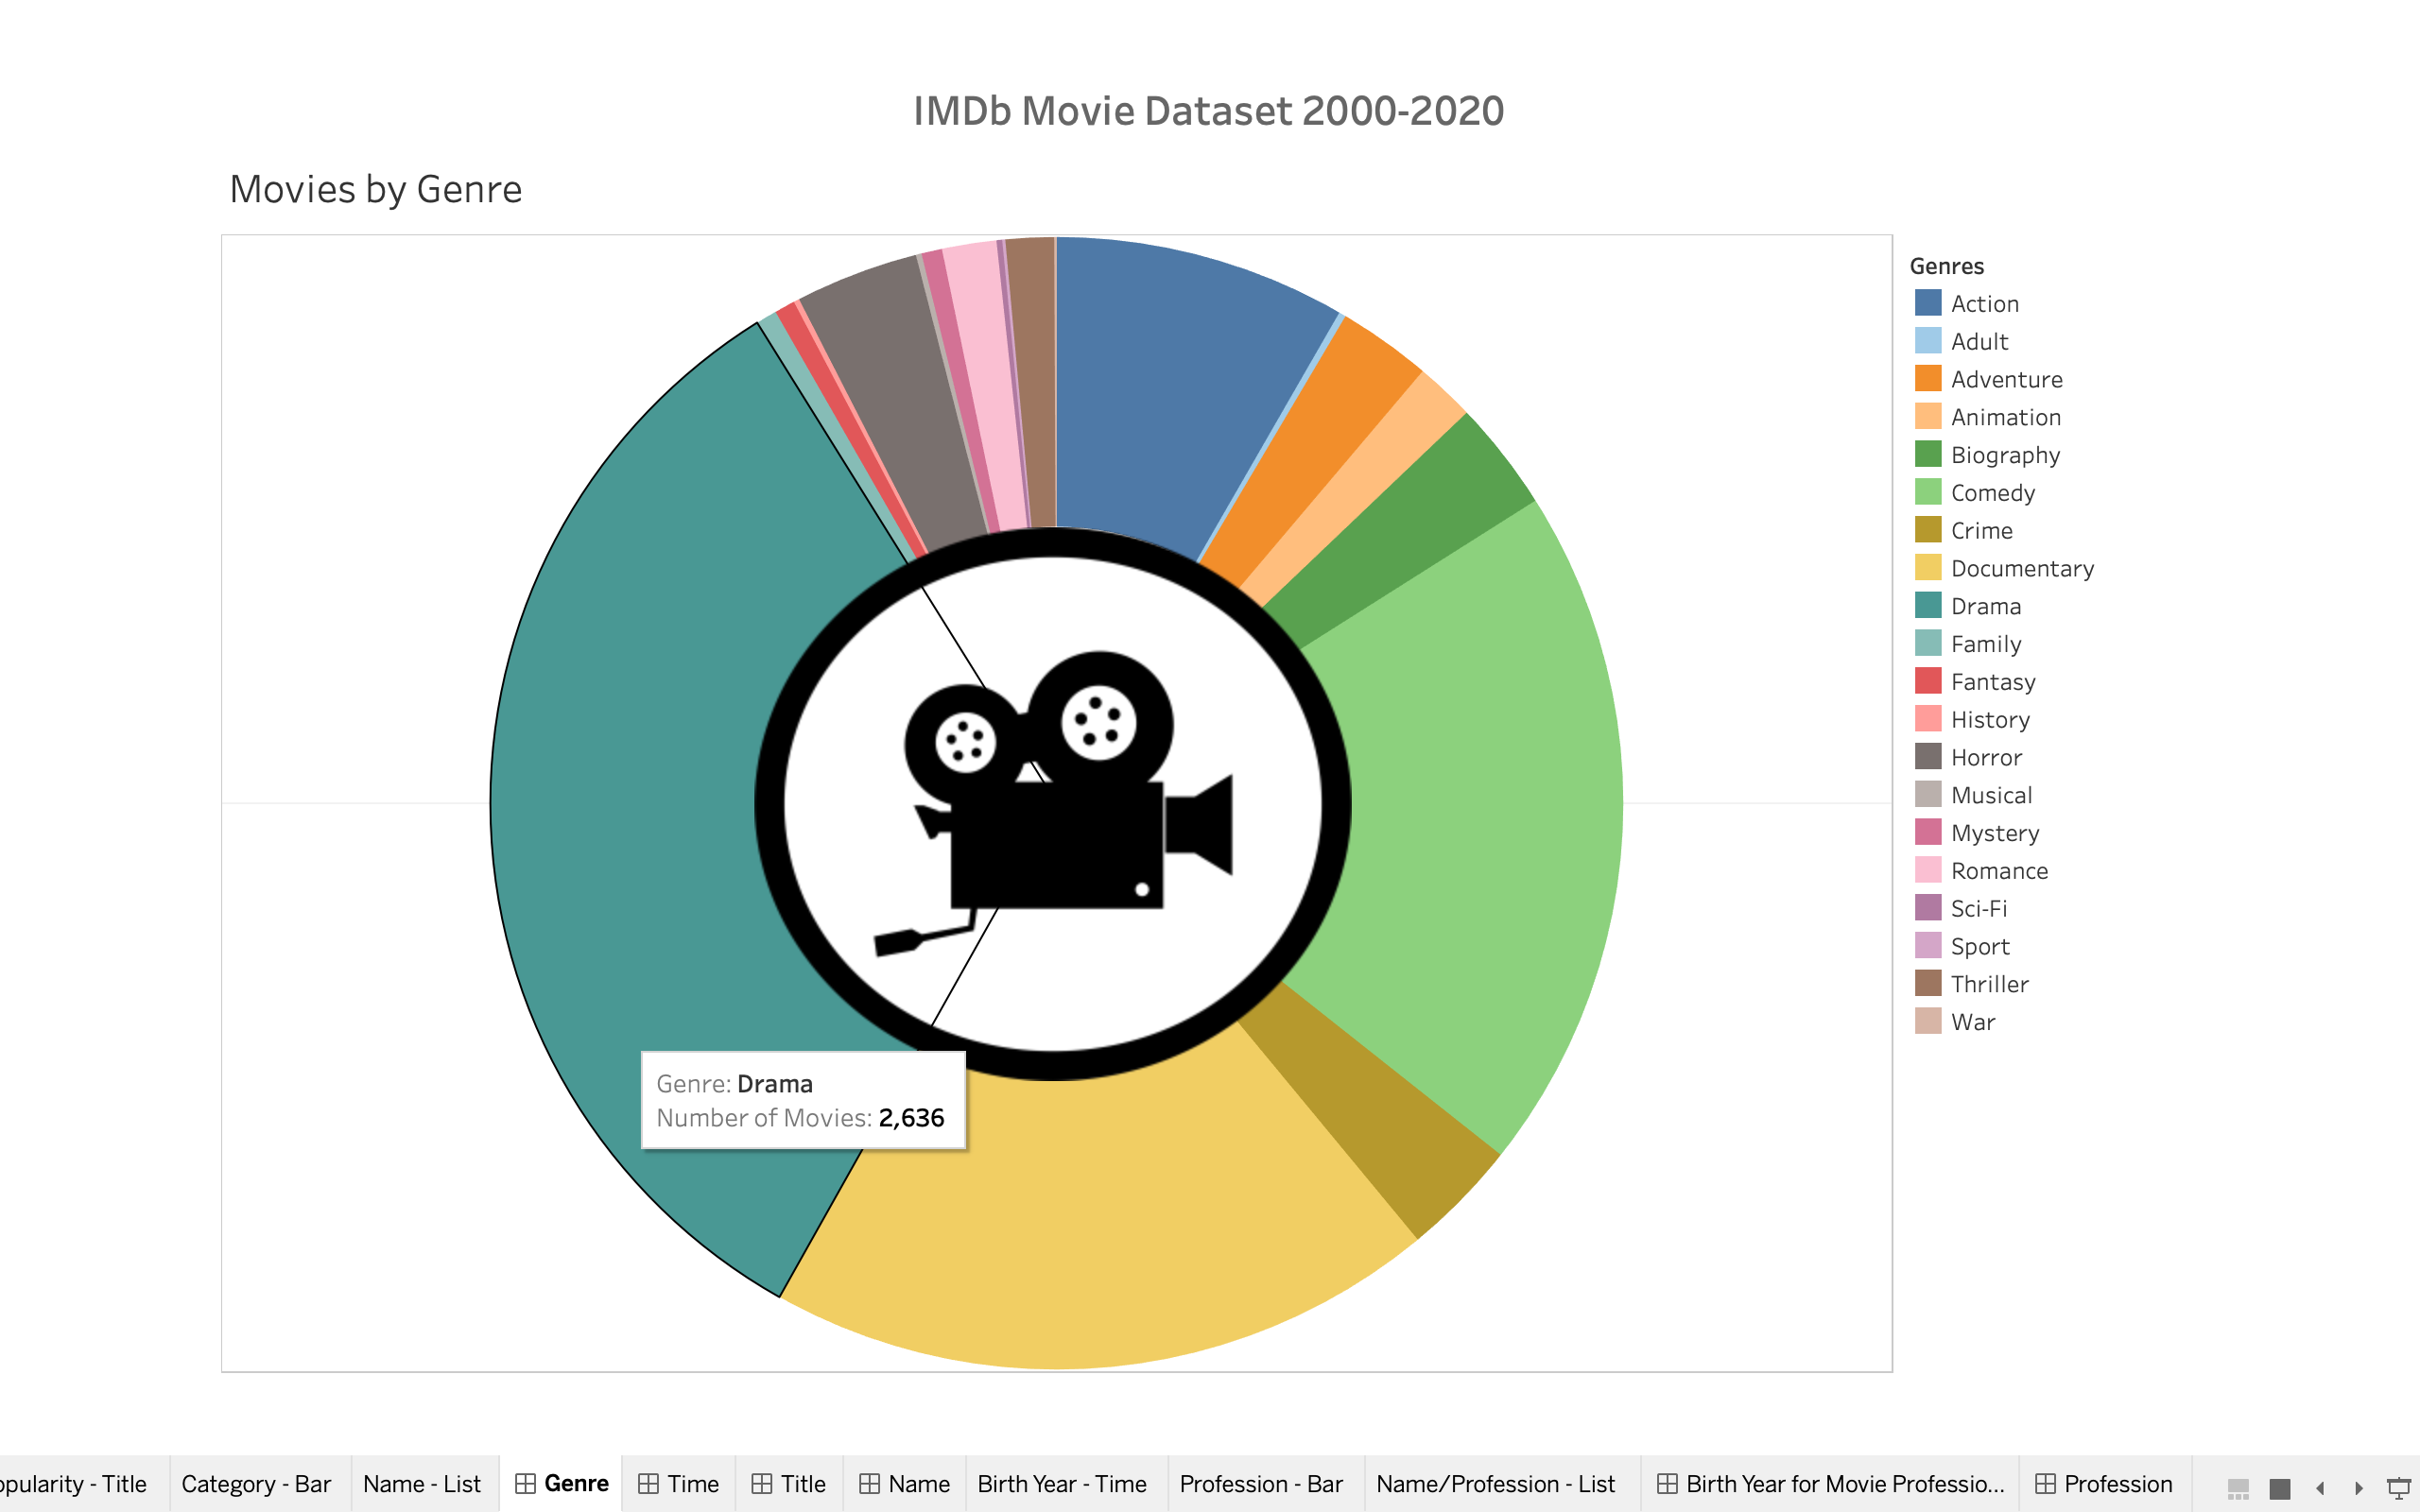 IMDb Movie Dataset 2000-2020
Movies by Genre
Genres
Action
Adult
Adventure
Animation
Biography
Comedy
Crime
Documentary
Drama
Family
Fantasy
History
Horror
Musical
Mystery
Romance
Sci-Fi
Sport
Thriller
War
Genre: Drama
Number of Movies: 2,636
opularity - Title Category - Bar Name - List Genre Time Title Name Birth Year - Time Profession - Bar Name/Profession - List Birth Year for Movie Professio... Profession